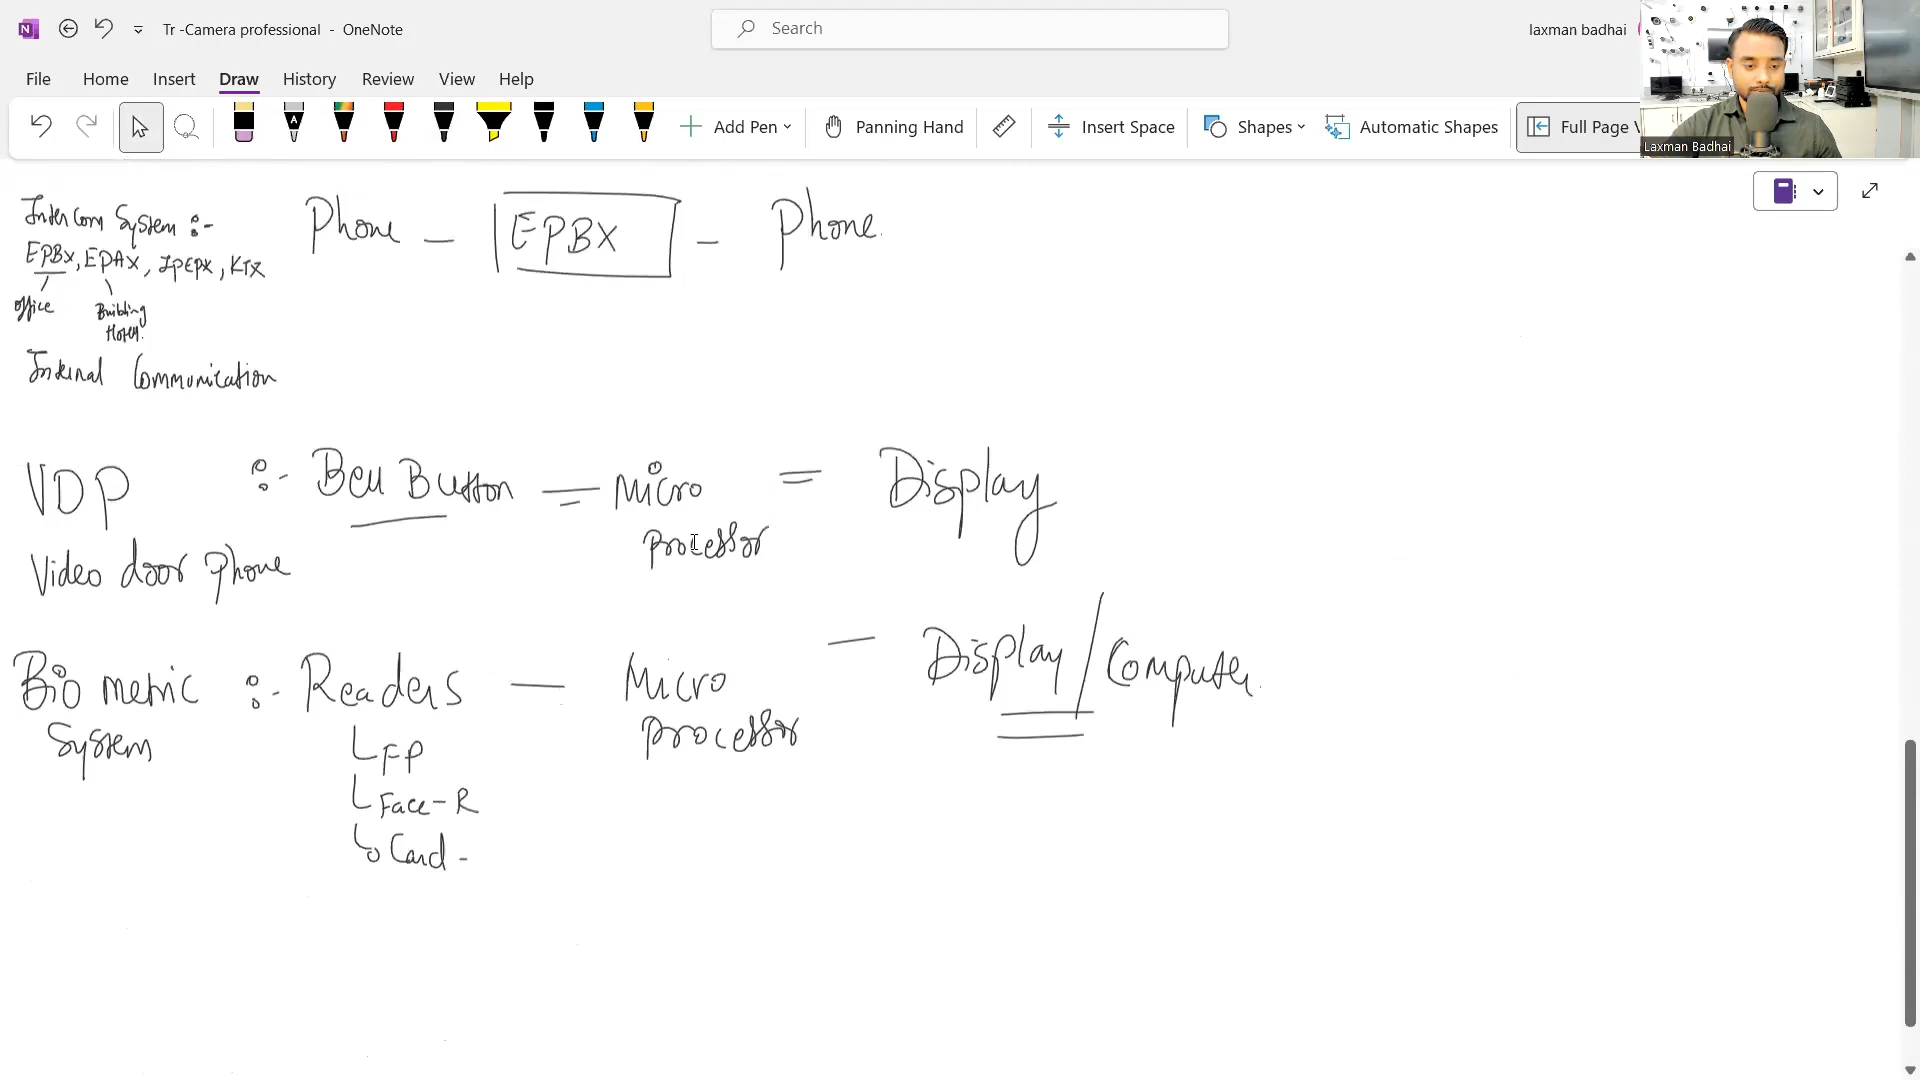 Tr -Camera professional - OneNote
Search
laxman badhai
File Home Insert Draw History Review View Help
Add Pen Panning Hand Insert Space Shapes Automatic Shapes Full Page V
Laxman Badhai
Intercom System :-
EPBX, EPAX, IPEPX, KTX
office Building
Hotel.
Internal Communication
Phone - EPBX - Phone.
VDP :- Bell Button = Micro = Display
Processor
Video door Phone
Bio metric :- Readers - Micro - Display / Computer.
System Processor
FP
Face-R
Card -